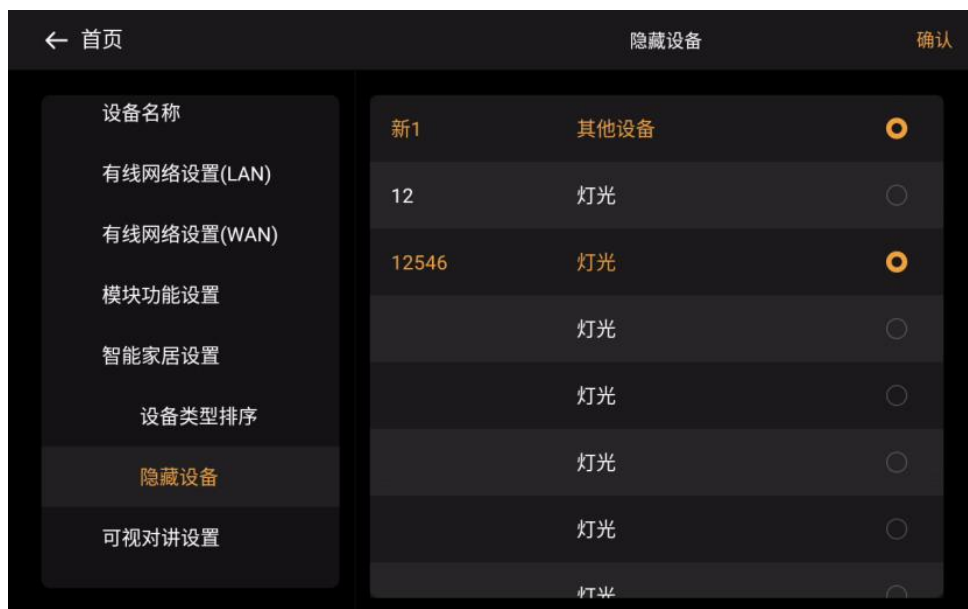 ← 首页
隐藏设备
确认
设备名称
有线网络设置(LAN)
有线网络设置(WAN)
模块功能设置
智能家居设置
设备类型排序
隐藏设备
可视对讲设置
新1 其他设备
12 灯光
12546 灯光
灯光
灯光
灯光
灯光
灯光